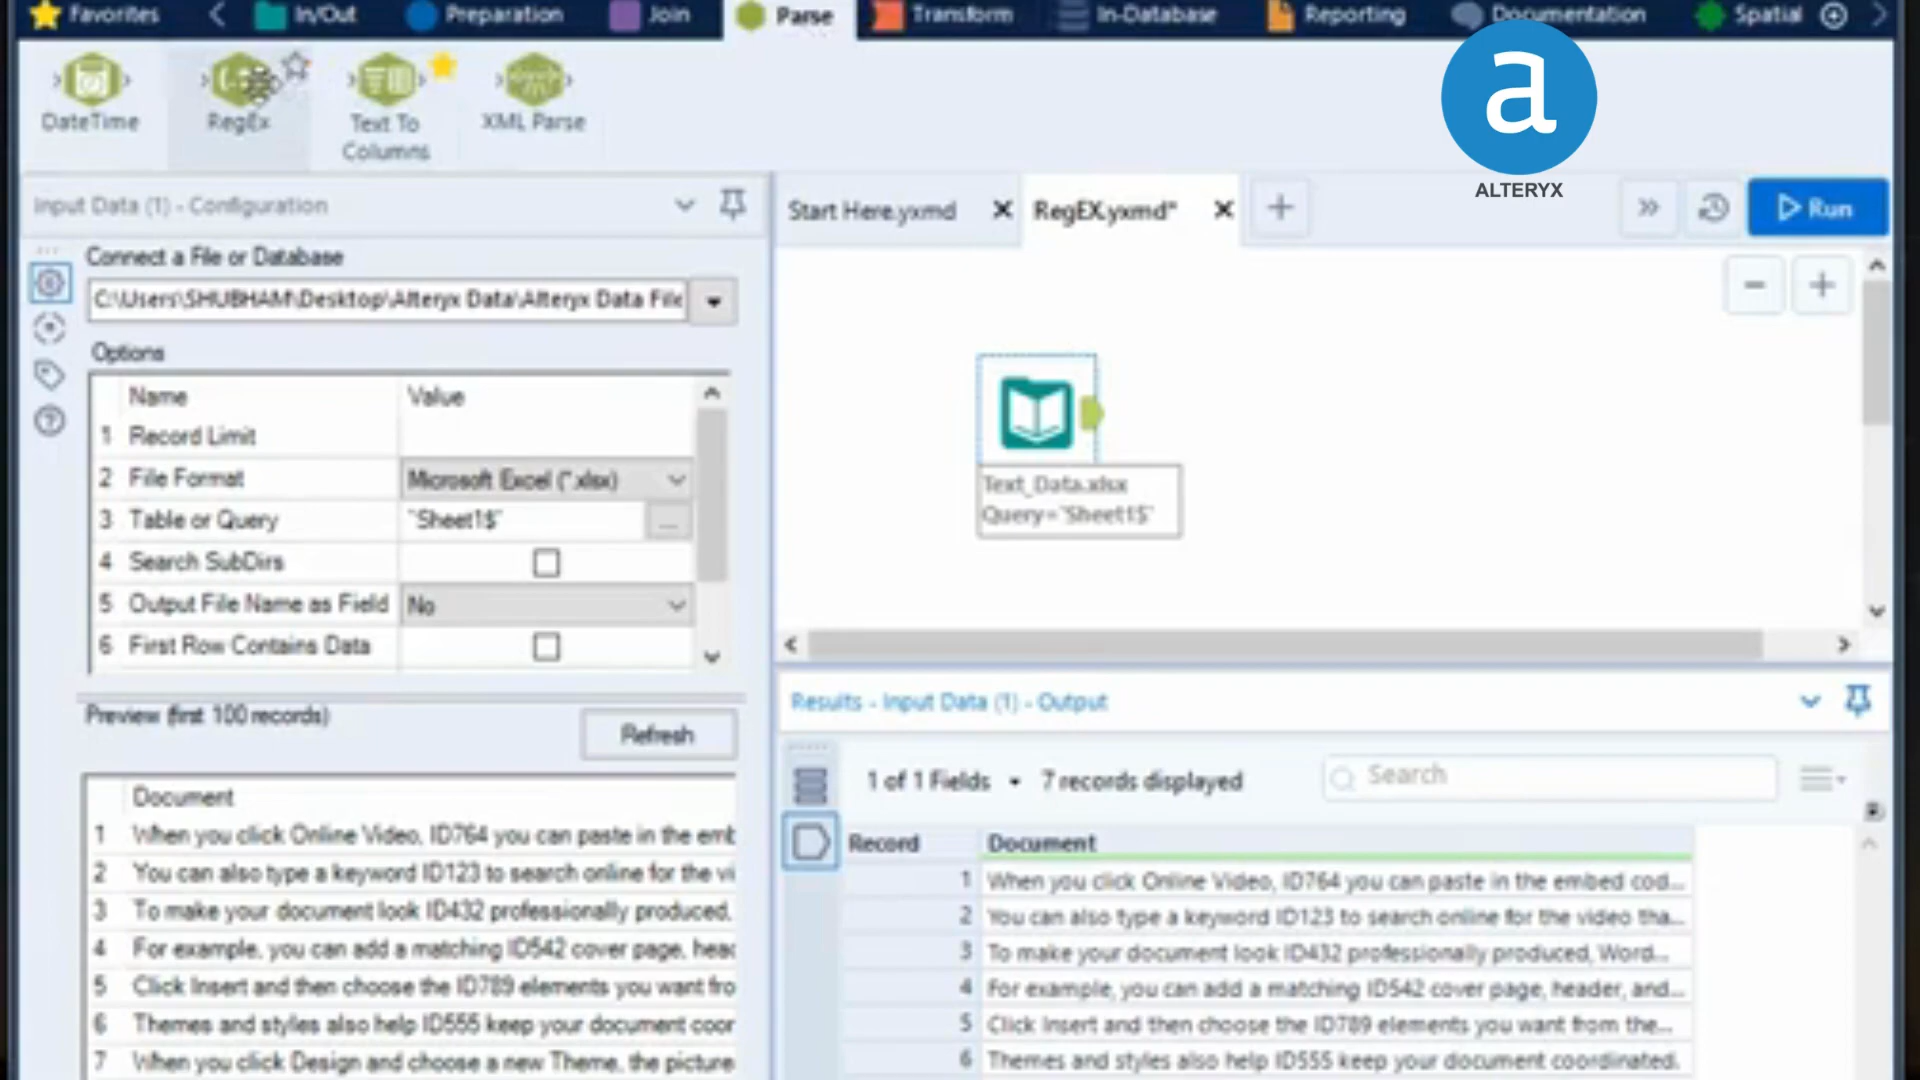 Favorites In/Out Preparation Join Parse Transform In-Database Reporting Documentation Spatial
DateTime RegEx Text To Columns XML Parse
a
ALTERYX
Input Data (1) - Configuration
Start Here.yxmd RegEX.yxmd* Run
Connect a File or Database
C:\Users\SHUBHAM\Desktop\Alteryx Data\Alteryx Data File
Options
Name Value
1 Record Limit
2 File Format Microsoft Excel (*.xlsx)
3 Table or Query `Sheet1$`
...
4 Search SubDirs
5 Output File Name as Field No
6 First Row Contains Data
Text_Data.xlsx
Query=`Sheet1$`
Preview (first 100 records) Refresh
Document
1 When you click Online Video, ID764 you can paste in the emb
2 You can also type a keyword ID123 to search online for the vi
3 To make your document look ID432 professionally produced,
4 For example, you can add a matching ID542 cover page, head
5 Click Insert and then choose the ID789 elements you want fro
6 Themes and styles also help ID555 keep your document coor
7 When you click Design and choose a new Theme, the picture
Results - Input Data (1) - Output
1 of 1 Fields 7 records displayed Search
Record Document
1 When you click Online Video, ID764 you can paste in the embed cod...
2 You can also type a keyword ID123 to search online for the video tha...
3 To make your document look ID432 professionally produced, Word...
4 For example, you can add a matching ID542 cover page, header, and...
5 Click Insert and then choose the ID789 elements you want from the...
6 Themes and styles also help ID555 keep your document coordinated.